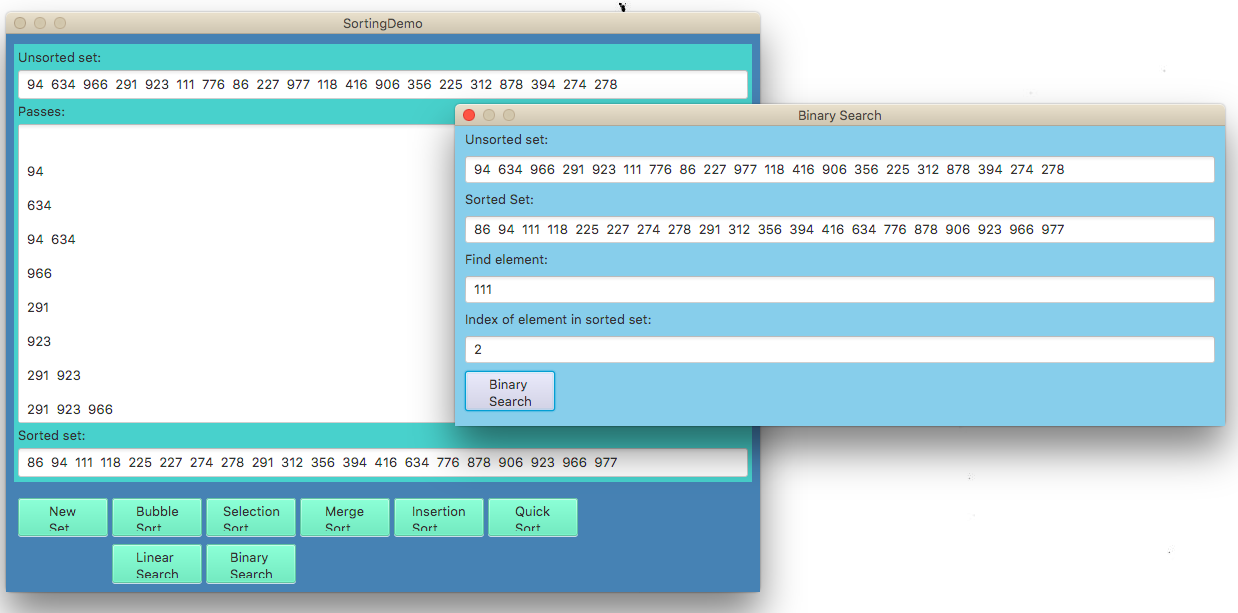 SortingDemo
Unsorted set:
94 634 966 291 923 111 776 86 227 977 118 416 906 356 225 312 878 394 274 278
Passes:
94
634
94 634
966
291
923
291 923
291 923 966
Sorted set:
86 94 111 118 225 227 274 278 291 312 356 394 416 634 776 878 906 923 966 977
New Set
Bubble Sort
Selection Sort
Merge Sort
Insertion Sort
Quick Sort
Linear Search
Binary Search
Binary Search
Unsorted set:
94 634 966 291 923 111 776 86 227 977 118 416 906 356 225 312 878 394 274 278
Sorted Set:
86 94 111 118 225 227 274 278 291 312 356 394 416 634 776 878 906 923 966 977
Find element:
111
Index of element in sorted set:
2
Binary
Search